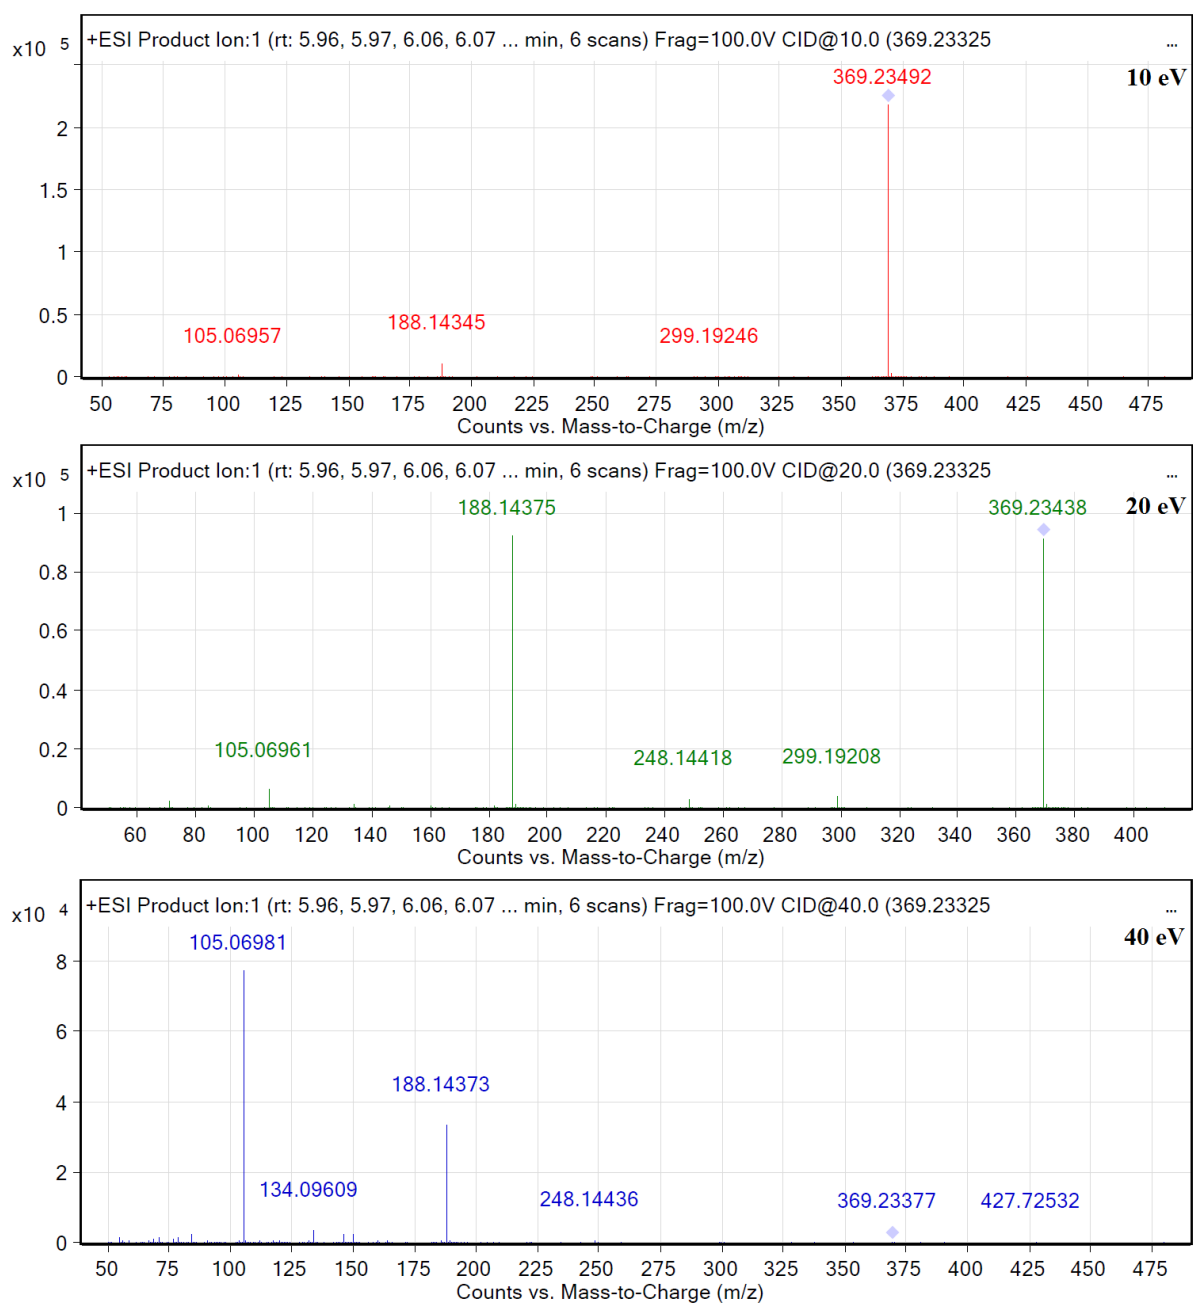 x10 5
+ESI Product Ion:1 (rt: 5.96, 5.97, 6.06, 6.07 ... min, 6 scans) Frag=100.0V CID@10.0 (369.23325 ...
10 eV
369.23492
2
1.5
1
0.5
0
105.06957
188.14345
299.19246
50 75 100 125 150 175 200 225 250 275 300 325 350 375 400 425 450 475
Counts vs. Mass-to-Charge (m/z)
x10 5
+ESI Product Ion:1 (rt: 5.96, 5.97, 6.06, 6.07 ... min, 6 scans) Frag=100.0V CID@20.0 (369.23325 ...
20 eV
188.14375
369.23438
1
0.8
0.6
0.4
0.2
0
105.06961
248.14418
299.19208
60 80 100 120 140 160 180 200 220 240 260 280 300 320 340 360 380 400
Counts vs. Mass-to-Charge (m/z)
x10 4
+ESI Product Ion:1 (rt: 5.96, 5.97, 6.06, 6.07 ... min, 6 scans) Frag=100.0V CID@40.0 (369.23325 ...
40 eV
105.06981
8
6
4
2
0
188.14373
134.09609
248.14436
369.23377
427.72532
50 75 100 125 150 175 200 225 250 275 300 325 350 375 400 425 450 475
Counts vs. Mass-to-Charge (m/z)